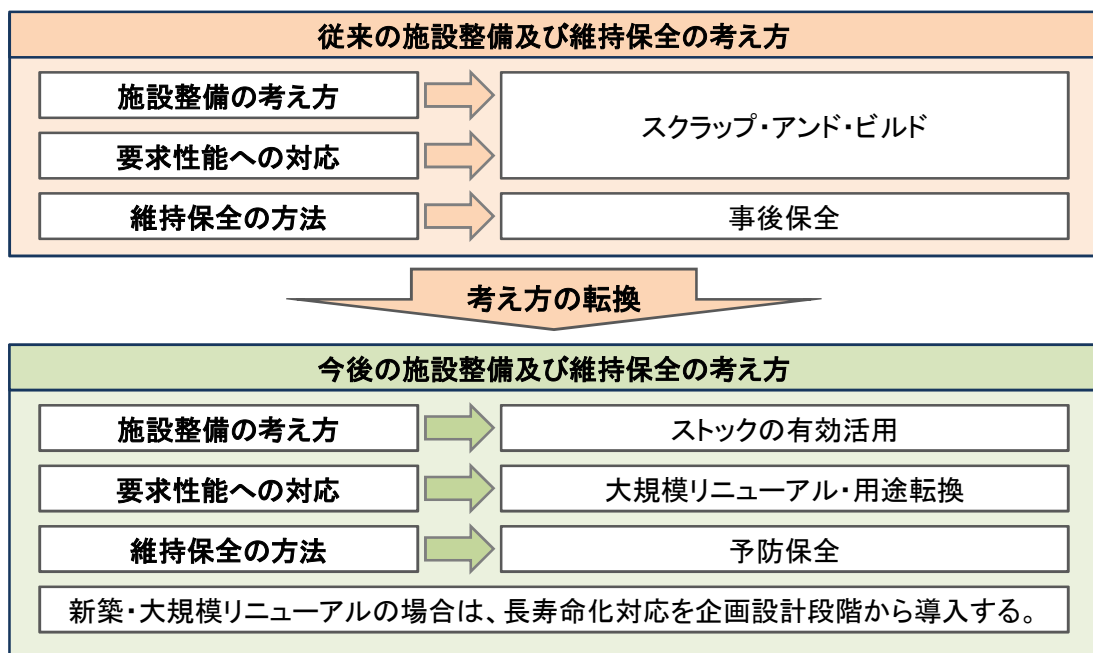 従来の施設整備及び維持保全の考え方
施設整備の考え方
スクラップ・アンド・ビルド
要求性能への対応
維持保全の方法
事後保全
考え方の転換
今後の施設整備及び維持保全の考え方
施設整備の考え方
ストックの有効活用
要求性能への対応
大規模リニューアル・用途転換
維持保全の方法
予防保全
新築・大規模リニューアルの場合は、長寿命化対応を企画設計段階から導入する。